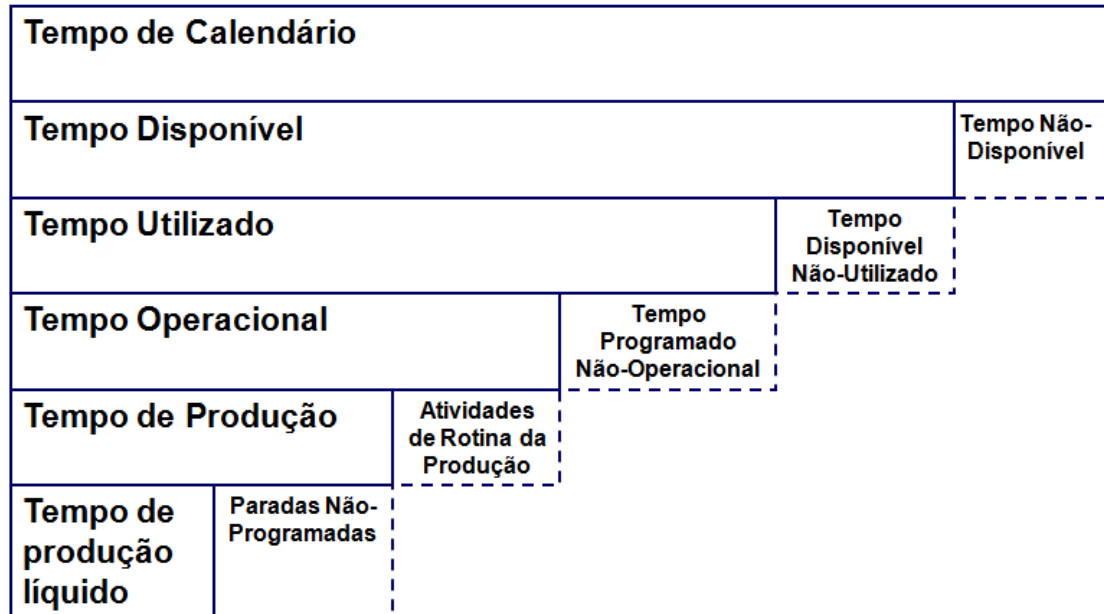 Tempo de Calendário
Tempo Disponível
Tempo Não-
Disponível
Tempo Utilizado
Tempo
Disponível
Não-Utilizado
Tempo Operacional
Tempo
Programado
Não-Operacional
Tempo de Produção
Atividades
de Rotina da
Produção
Tempo de
produção
líquido
Paradas Não-
Programadas